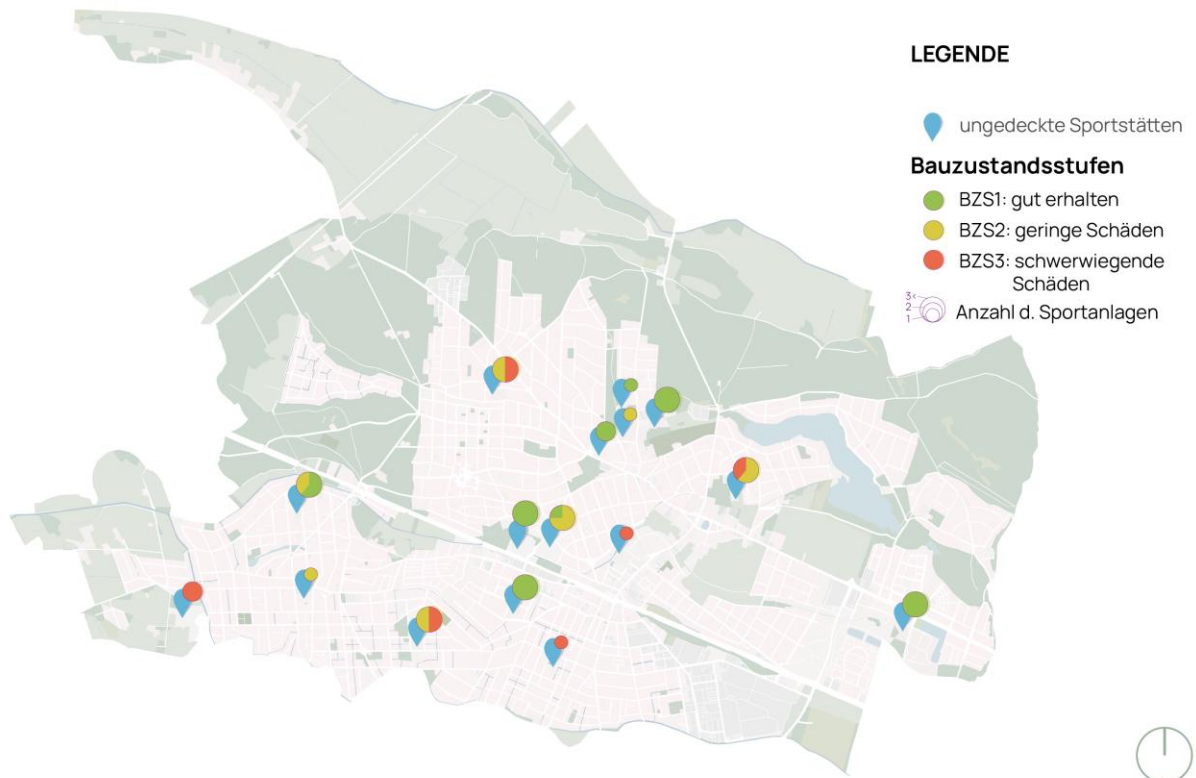 LEGENDE
ungedeckte Sportstätten
Bauzustandsstufen
BZS1: gut erhalten
BZS2: geringe Schäden
BZS3: schwerwiegende
Schäden
3<
2
1
Anzahl d. Sportanlagen